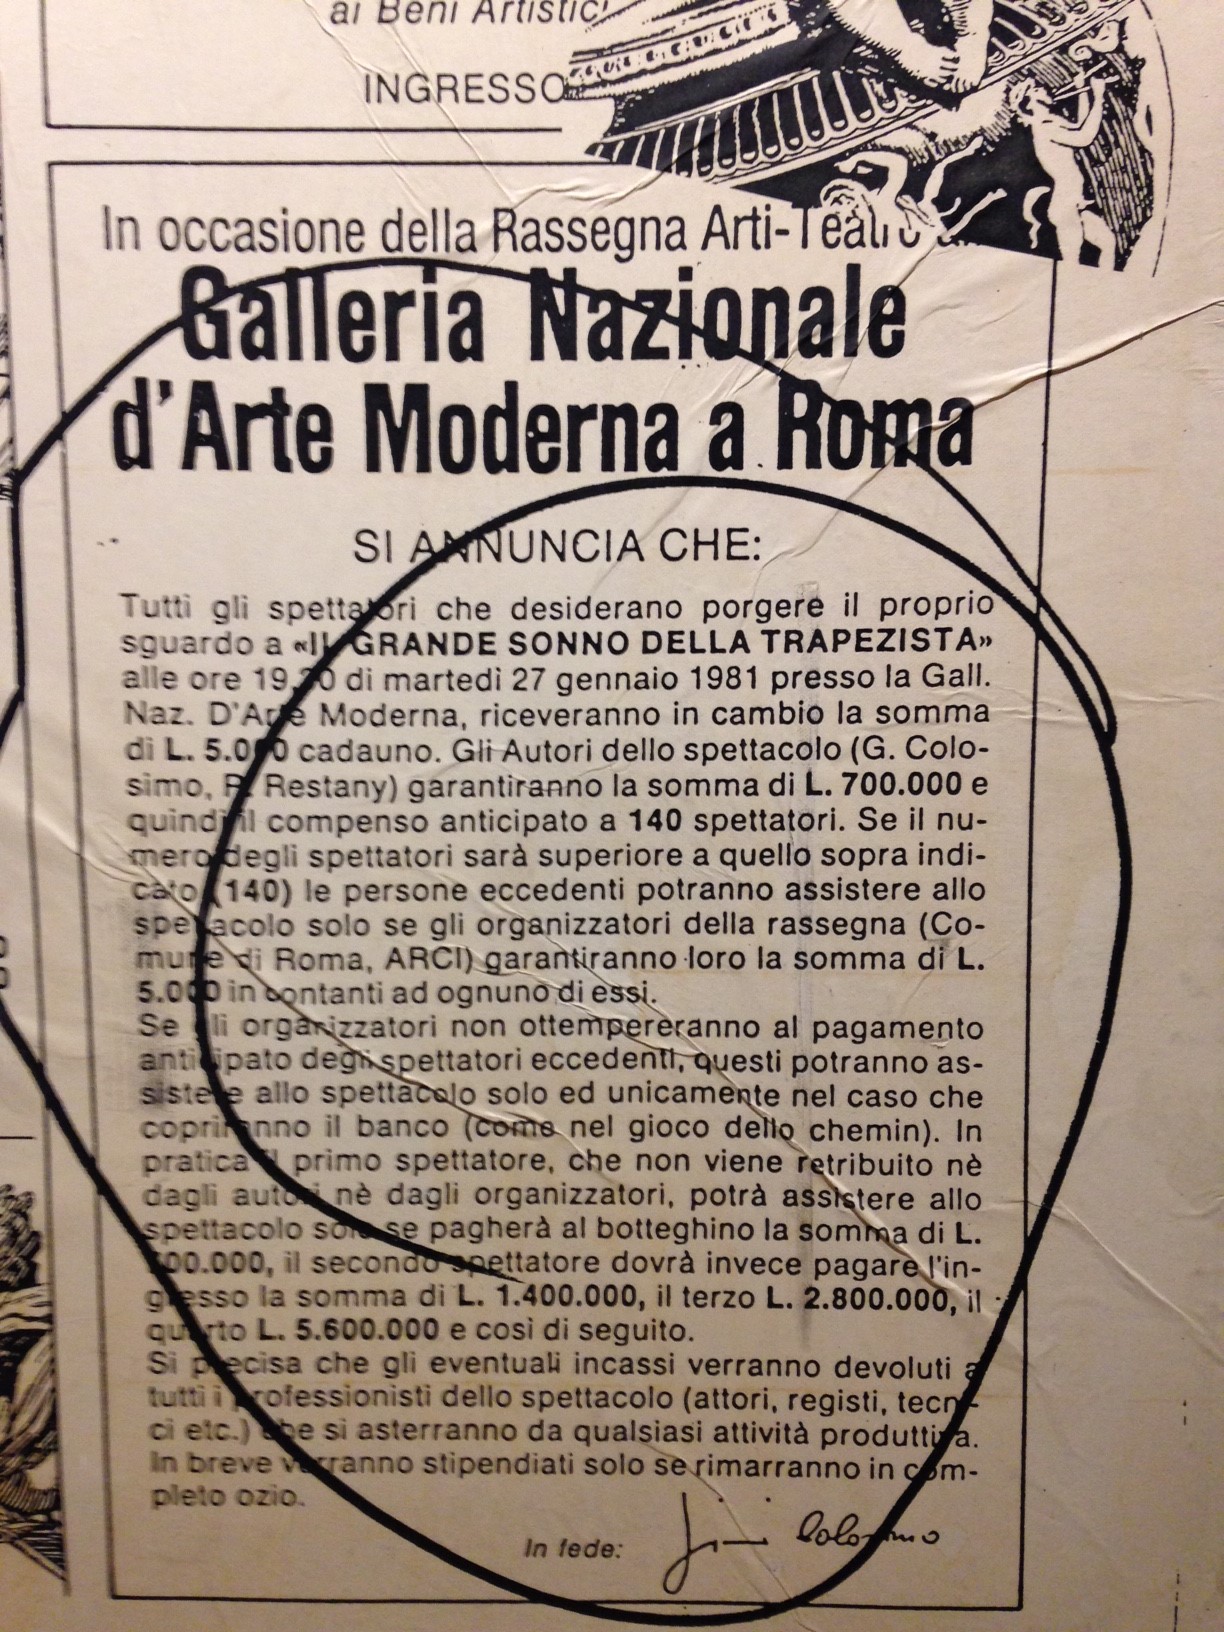 ai Beni Artistici
INGRESSO
In occasione della Rassegna Arti-Teatro
Galleria Nazionale
d'Arte Moderna a Roma
SI ANNUNCIA CHE:
Tutti gli spettatori che desiderano porgere il proprio
sguardo a «IL GRANDE SONNO DELLA TRAPEZISTA»
alle ore 19,30 di martedì 27 gennaio 1981 presso la Gall.
Naz. D'Arte Moderna, riceveranno in cambio la somma
di L. 5.000 cadauno. Gli Autori dello spettacolo (G. Colo-
simo, P. Restany) garantiranno la somma di L. 700.000 e
quindi il compenso anticipato a 140 spettatori. Se il nu-
mero degli spettatori sarà superiore a quello sopra indi-
cato (140) le persone eccedenti potranno assistere allo
spettacolo solo se gli organizzatori della rassegna (Co-
mune di Roma, ARCI) garantiranno loro la somma di L.
5.000 in contanti ad ognuno di essi.
Se gli organizzatori non ottempereranno al pagamento
anticipato degli spettatori eccedenti, questi potranno as-
sistere allo spettacolo solo ed unicamente nel caso che
copriranno il banco (come nel gioco dello chemin). In
pratica il primo spettatore, che non viene retribuito nè
dagli autori nè dagli organizzatori, potrà assistere allo
spettacolo solo se pagherà al botteghino la somma di L.
700.000, il secondo spettatore dovrà invece pagare l'in-
gresso la somma di L. 1.400.000, il terzo L. 2.800.000, il
quarto L. 5.600.000 e così di seguito.
Si precisa che gli eventuali incassi verranno devoluti a
tutti i professionisti dello spettacolo (attori, registi, tecni-
ci etc.) che si asterranno da qualsiasi attività produttiva.
In breve verranno stipendiati solo se rimarranno in com-
pleto ozio.
In fede: Colosimo